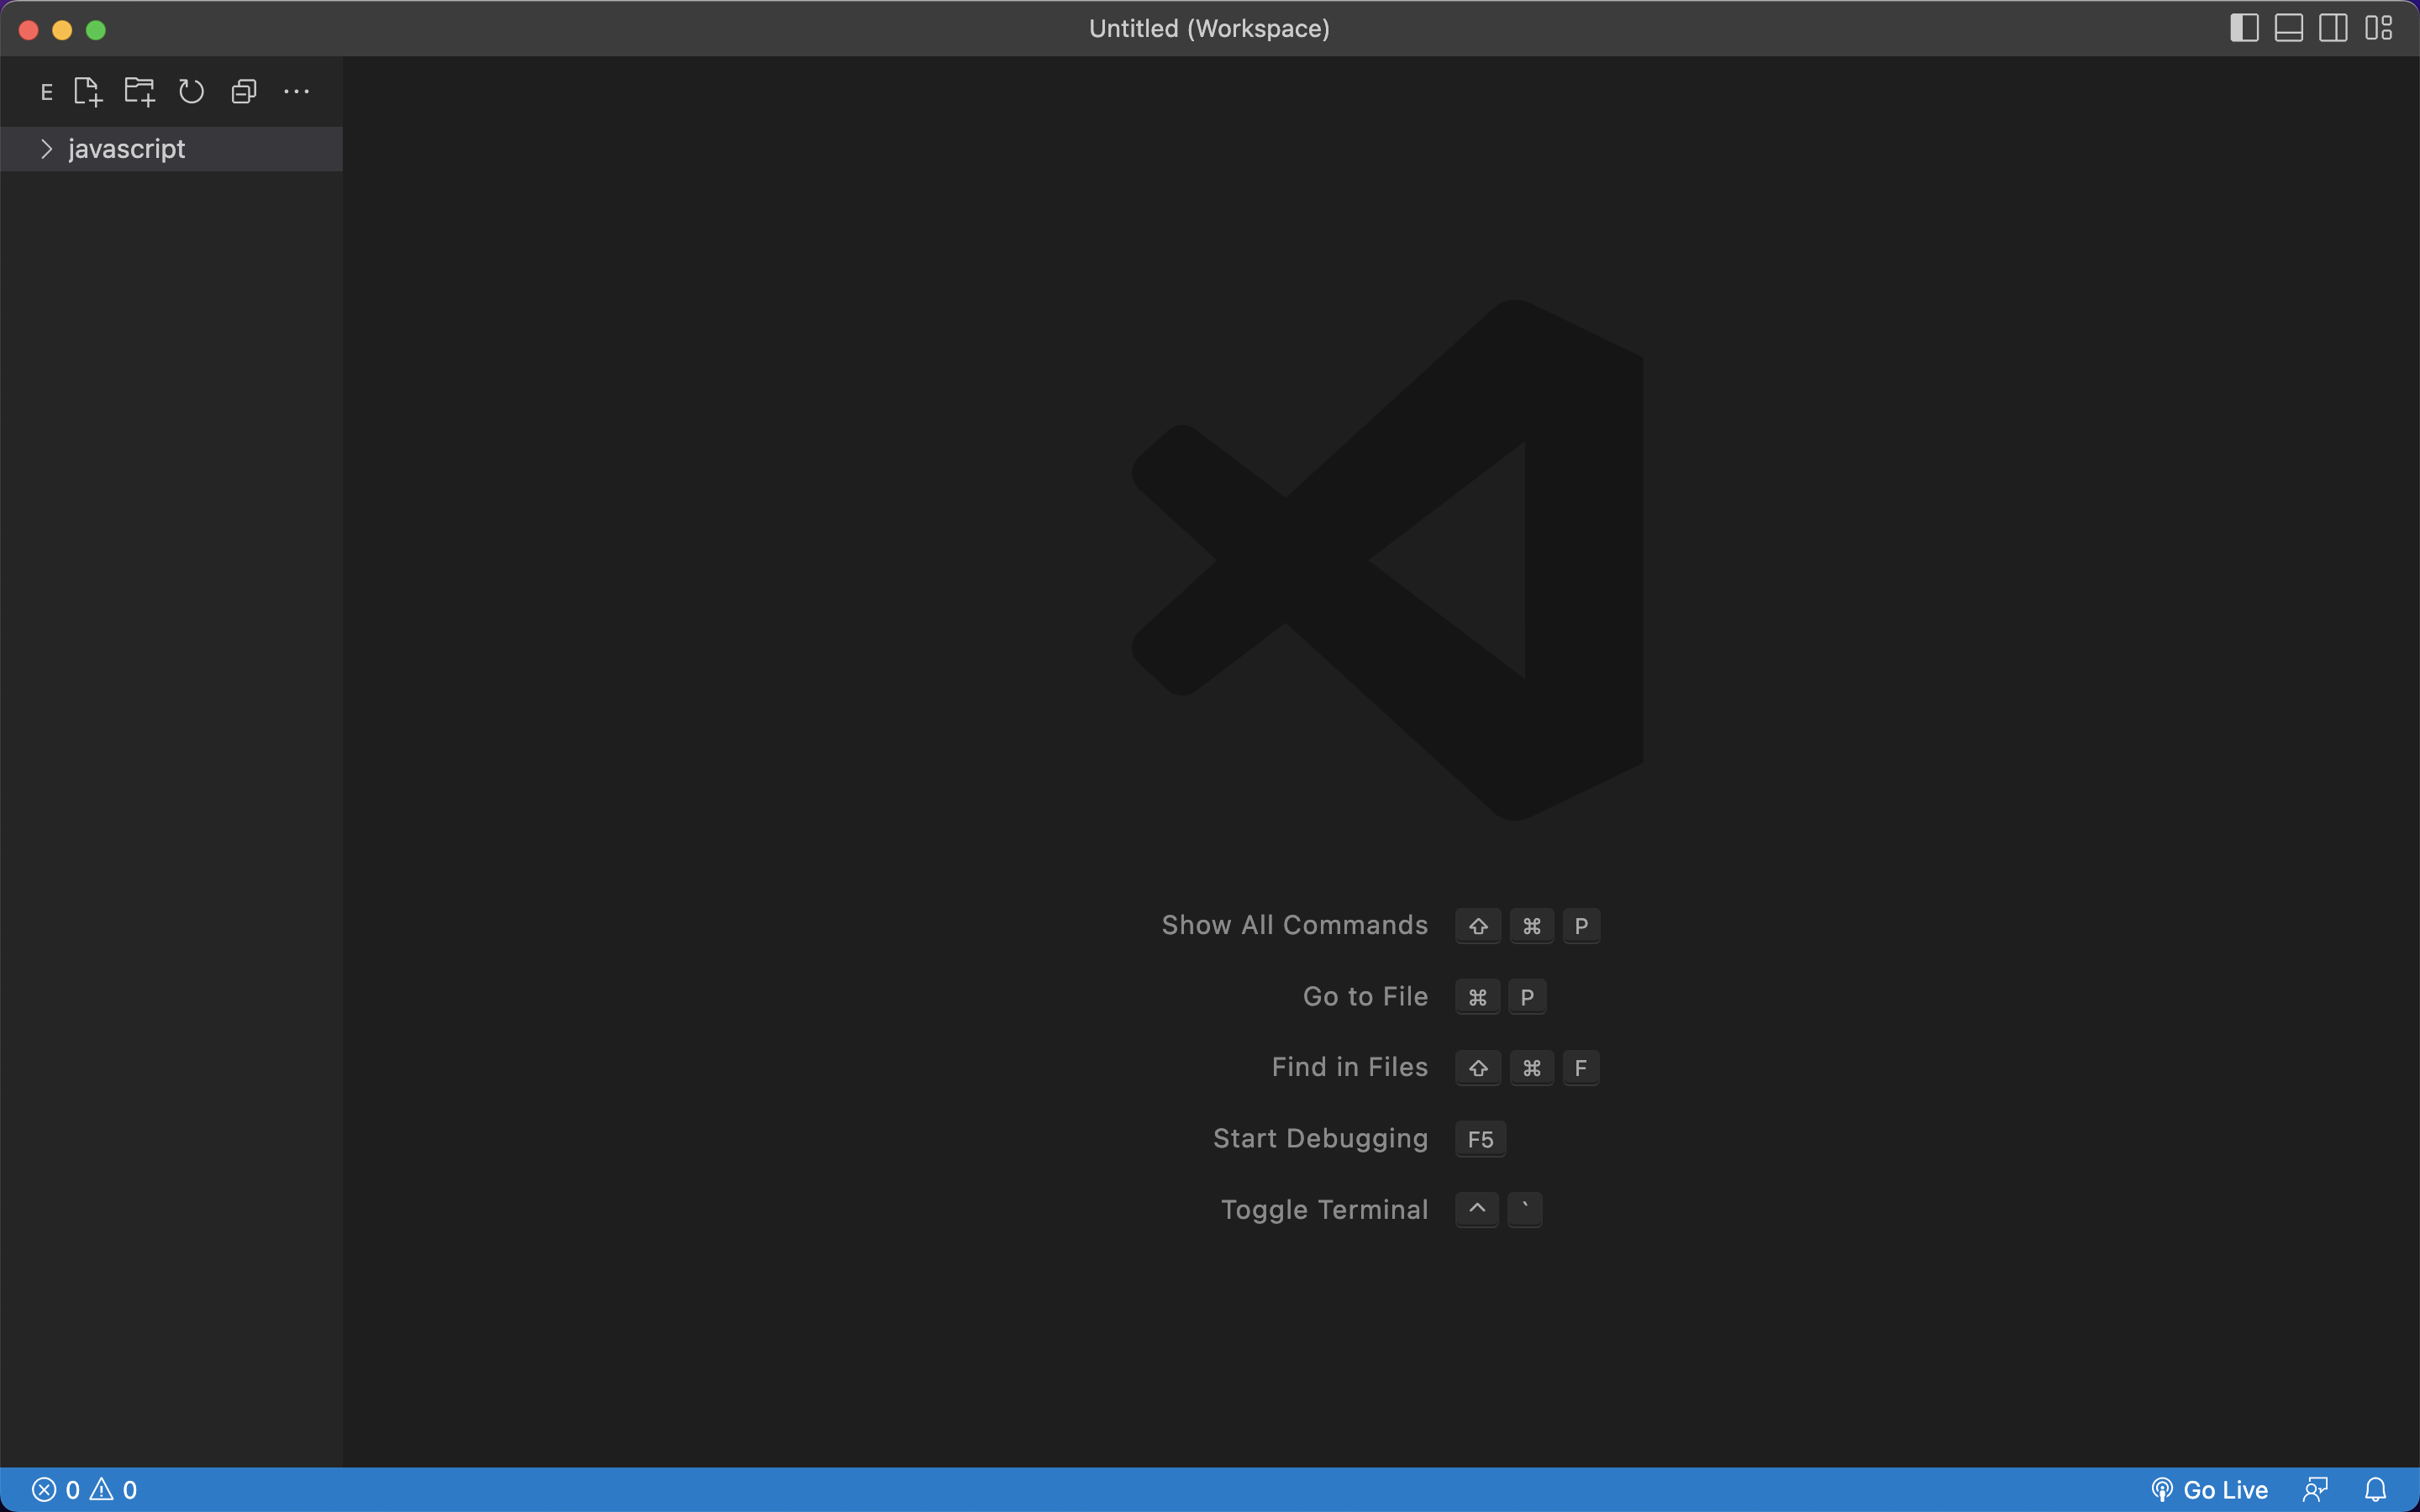 Untitled (Workspace)
E
javascript
Show All Commands ⇧ ⌘ P
Go to File ⌘ P
Find in Files ⇧ ⌘ F
Start Debugging F5
Toggle Terminal ^ `
0 0
Go Live